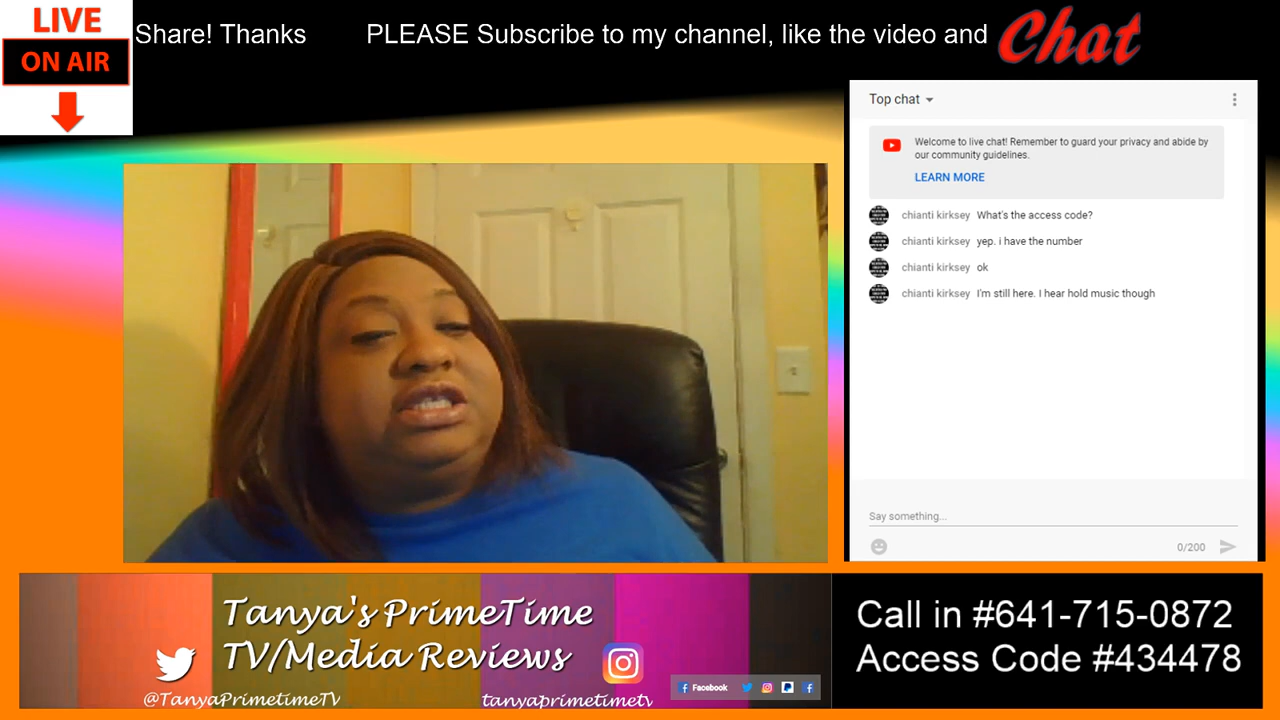 LIVE
ON AIR
Share! Thanks
PLEASE Subscribe to my channel, like the video and
Chat
Top chat
Welcome to live chat! Remember to guard your privacy and abide by
our community guidelines.
LEARN MORE
chianti kirksey What's the access code?
chianti kirksey yep. i have the number
chianti kirksey ok
chianti kirksey I'm still here. I hear hold music though
Say something...
0/200
Tanya's PrimeTime
TV/Media Reviews
@TanyaPrimetimeTV
tanyaprimetimetv
Facebook
Call in #641-715-0872
Access Code #434478